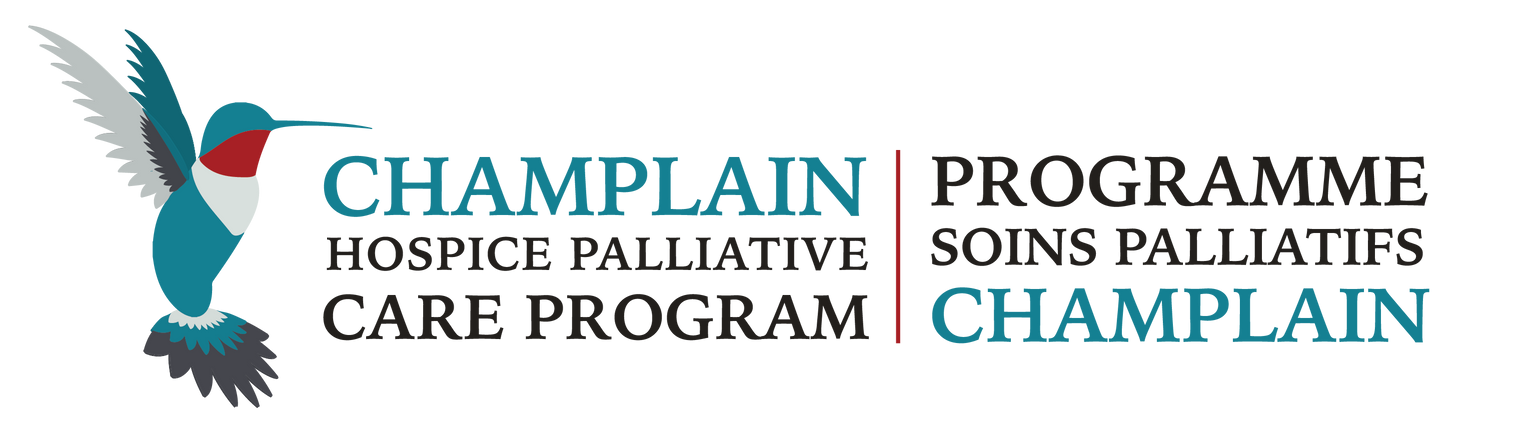 CHAMPLAIN
HOSPICE PALLIATIVE
CARE PROGRAM
PROGRAMME
SOINS PALLIATIFS
CHAMPLAIN